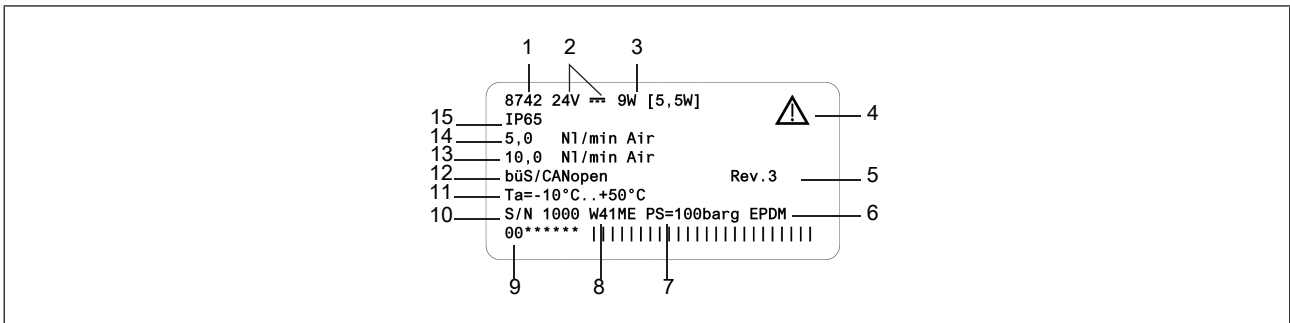 1 2 3
8742 24V ⎓ 9W [5,5W]
4
15 IP65
14 5,0 Nl/min Air
13 10,0 Nl/min Air
12 büS/CANopen Rev.3 5
11 Ta=-10°C..+50°C
10 S/N 1000 W41ME PS=100barg EPDM 6
00******
9 8 7